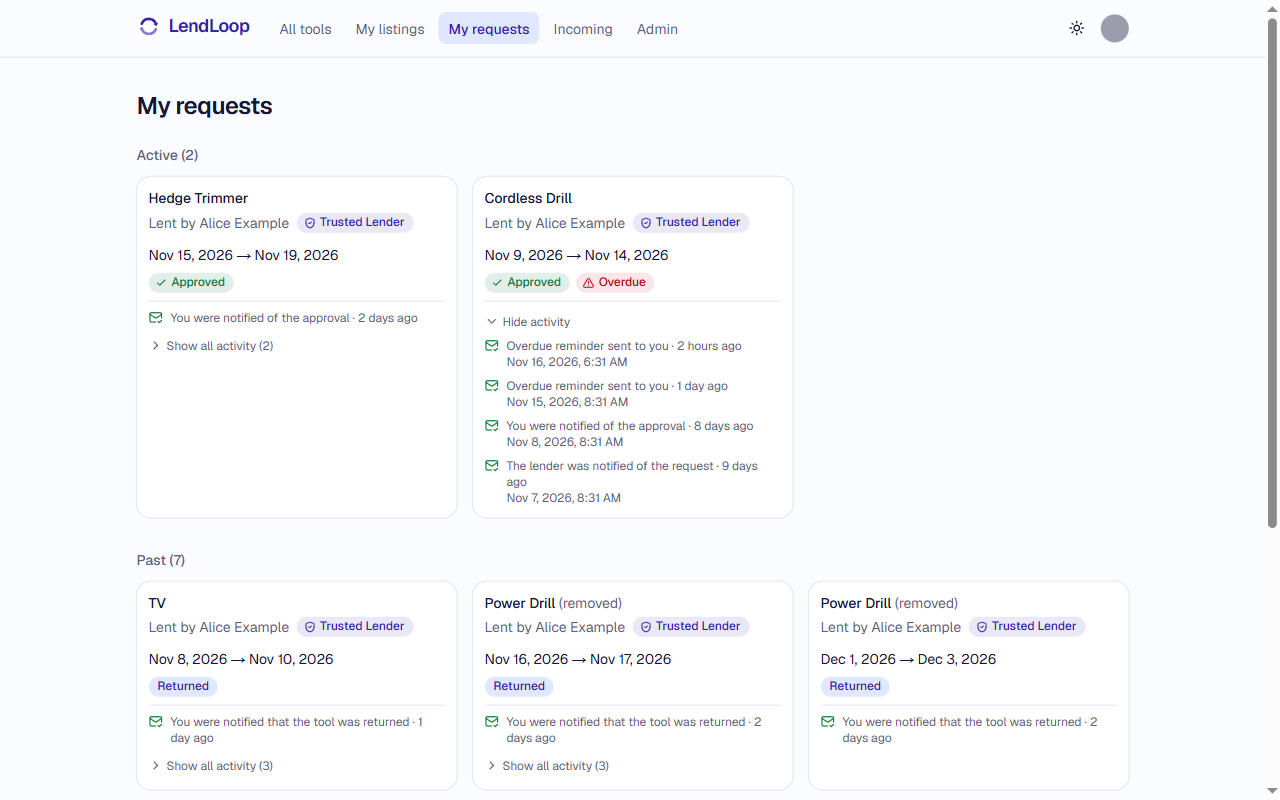 LendLoop
All tools
My listings
My requests
Incoming
Admin
My requests
Active (2)
Hedge Trimmer
Lent by Alice Example
Trusted Lender
Nov 15, 2026 → Nov 19, 2026
Approved
You were notified of the approval · 2 days ago
Show all activity (2)
Cordless Drill
Lent by Alice Example
Trusted Lender
Nov 9, 2026 → Nov 14, 2026
Approved
Overdue
Hide activity
Overdue reminder sent to you · 2 hours ago
Nov 16, 2026, 6:31 AM
Overdue reminder sent to you · 1 day ago
Nov 15, 2026, 8:31 AM
You were notified of the approval · 8 days ago
Nov 8, 2026, 8:31 AM
The lender was notified of the request · 9 days
ago
Nov 7, 2026, 8:31 AM
Past (7)
TV
Lent by Alice Example
Trusted Lender
Nov 8, 2026 → Nov 10, 2026
Returned
You were notified that the tool was returned · 1
day ago
Show all activity (3)
Power Drill (removed)
Lent by Alice Example
Trusted Lender
Nov 16, 2026 → Nov 17, 2026
Returned
You were notified that the tool was returned · 2
days ago
Show all activity (3)
Power Drill (removed)
Lent by Alice Example
Trusted Lender
Dec 1, 2026 → Dec 3, 2026
Returned
You were notified that the tool was returned · 2
days ago